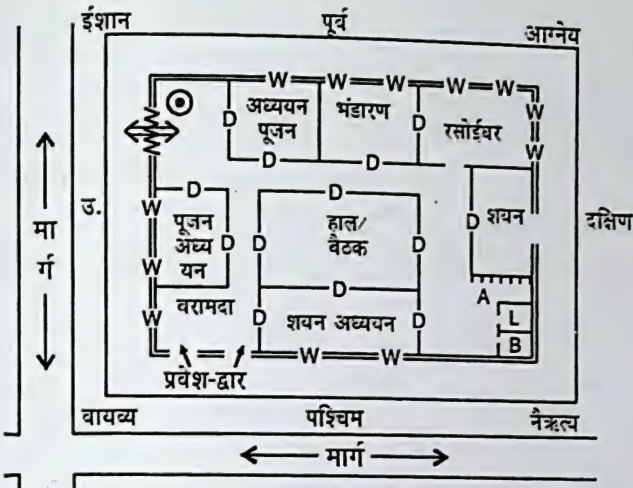 ईशान पूर्व आग्नेय
W W W W W
अध्ययन भंडारण W
D D रसोईघर
पूजन W
D D
D D
उ. W पूजन हाल/ D शयन दक्षिण
मा अध्य D D बैठक D
र्ग यन
W D A
वरामदा L
W D शयन अध्ययन D B
W W
प्रवेश-द्वार
वायव्य पश्चिम नैऋत्य
मार्ग